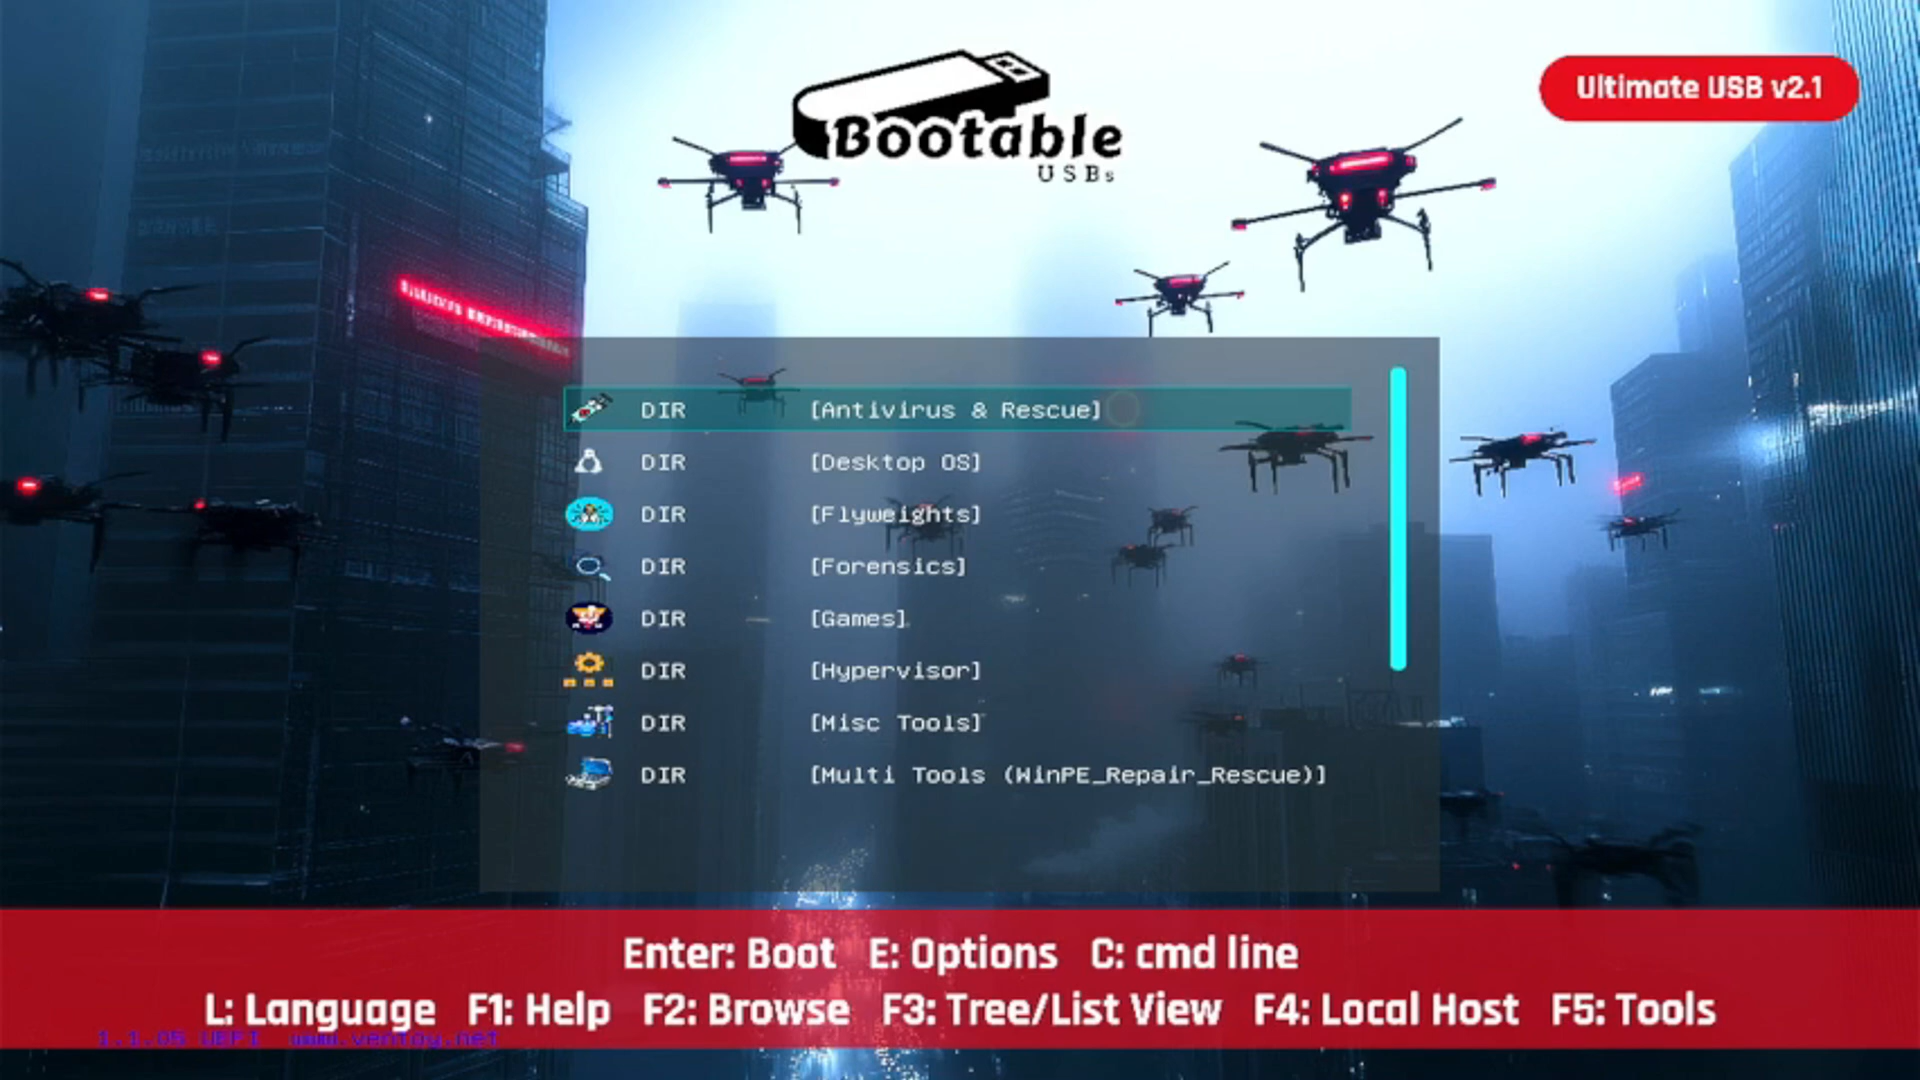 Bootable
USBs
Ultimate USB v2.1
DIR [Antivirus & Rescue]
DIR [Desktop OS]
DIR [Flyweights]
DIR [Forensics]
DIR [Games]
DIR [Hypervisor]
DIR [Misc Tools]
DIR [Multi Tools (WinPE_Repair_Rescue)]
Enter: Boot E: Options C: cmd line
L: Language F1: Help F2: Browse F3: Tree/List View F4: Local Host F5: Tools
1.1.05 UEFI www.ventoy.net